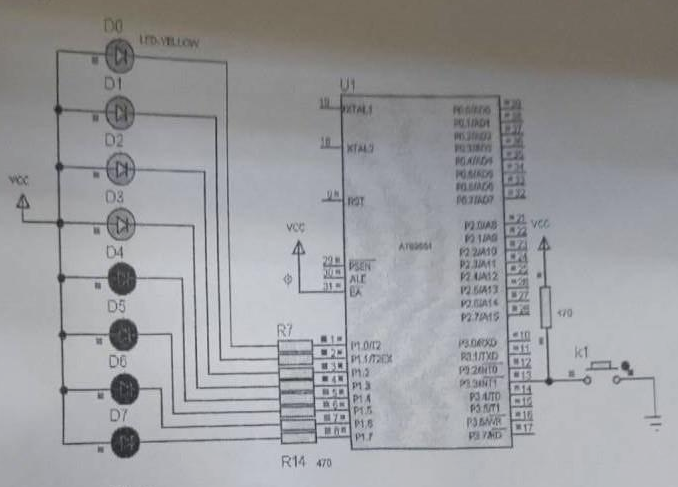 D0
LED-YELLOW
D1
D2
D3
D4
D5
D6
D7
VCC
VCC
R7
R14 470
U1
19 XTAL1
18 XTAL2
9 RST
29 PSEN
30 ALE
31 EA
1 P1.0/T2
2 P1.1/T2EX
3 P1.2
4 P1.3
5 P1.4
6 P1.5
7 P1.6
8 P1.7
P0.0/AD0 39
P0.1/AD1 38
P0.2/AD2 37
P0.3/AD3 36
P0.4/AD4 35
P0.5/AD5 34
P0.6/AD6 33
P0.7/AD7 32
P2.0/A8 21
P2.1/A9 22
P2.2/A10 23
P2.3/A11 24
P2.4/A12 25
P2.5/A13 26
P2.6/A14 27
P2.7/A15 28
P3.0/RXD 10
P3.1/TXD 11
P3.2/INT0 12
P3.3/INT1 13
P3.4/T0 14
P3.5/T1 15
P3.6/WR 16
P3.7/RD 17
VCC
470
k1